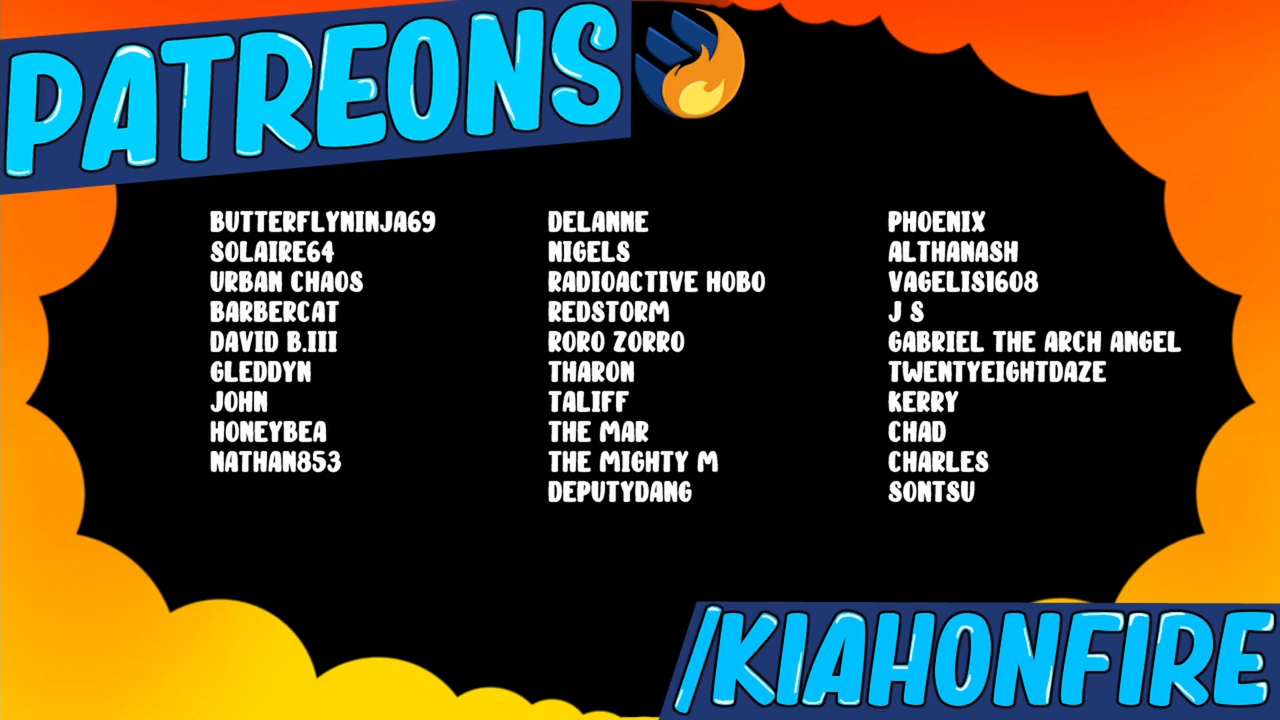 PATREONS
BUTTERFLYNINJA69
SOLAIRE64
URBAN CHAOS
BARBERCAT
DAVID B.III
GLEDDYN
JOHN
HONEYBEA
NATHAN853
DELANNE
NIGELS
RADIOACTIVE HOBO
REDSTORM
RORO ZORRO
THARON
TALIFF
THE MAR
THE MIGHTY M
DEPUTYDANG
PHOENIX
ALTHANASH
VAGELIS1608
J S
GABRIEL THE ARCH ANGEL
TWENTYEIGHTDAZE
KERRY
CHAD
CHARLES
SONTSU
/KIAHONFIRE